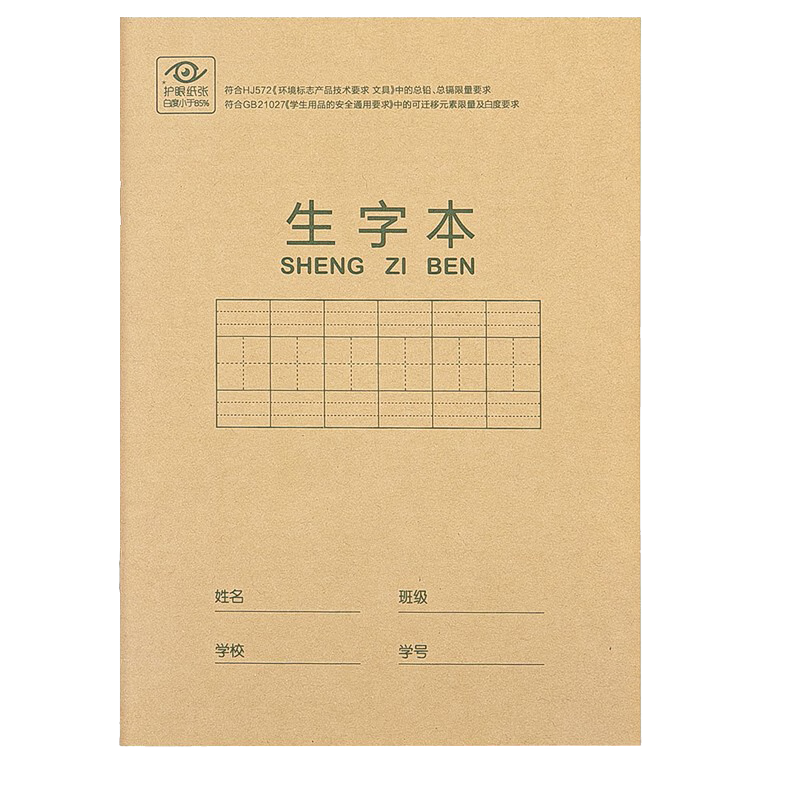 护眼纸张
白度小于85%
符合HJ572《环境标志产品技术要求 文具》中的总铅、总镉限量要求
符合GB21027《学生用品的安全通用要求》中的可迁移元素限量及白度要求
生字本
SHENG ZI BEN
姓名 班级
学校 学号